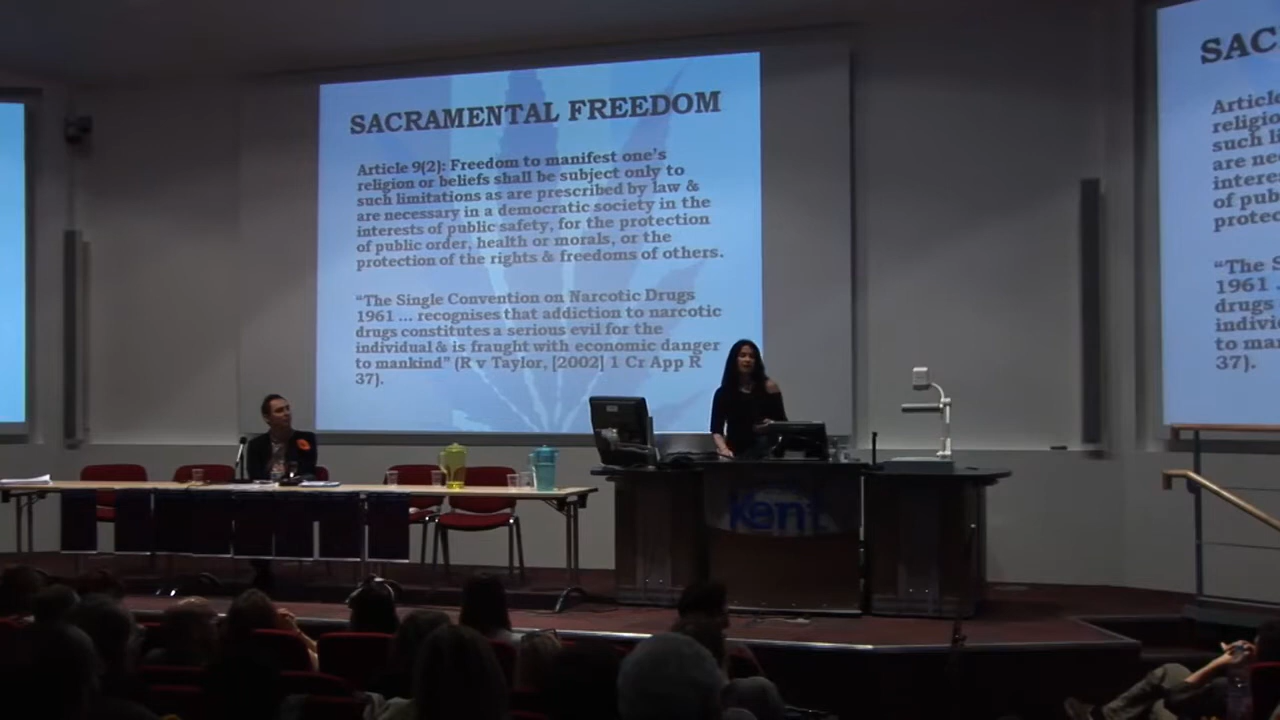 SACRAMENTAL FREEDOM
Article 9(2): Freedom to manifest one's
religion or beliefs shall be subject only to
such limitations as are prescribed by law &
are necessary in a democratic society in the
interests of public safety, for the protection
of public order, health or morals, or the
protection of the rights & freedoms of others.
“The Single Convention on Narcotic Drugs
1961 ... recognises that addiction to narcotic
drugs constitutes a serious evil for the
individual & is fraught with economic danger
to mankind” (R v Taylor, [2002] 1 Cr App R
37).
Kent
SAC
Article
religio
such li
are nec
interes
of pub
protec
“The S
1961 .
drugs
indivi
to mar
37).